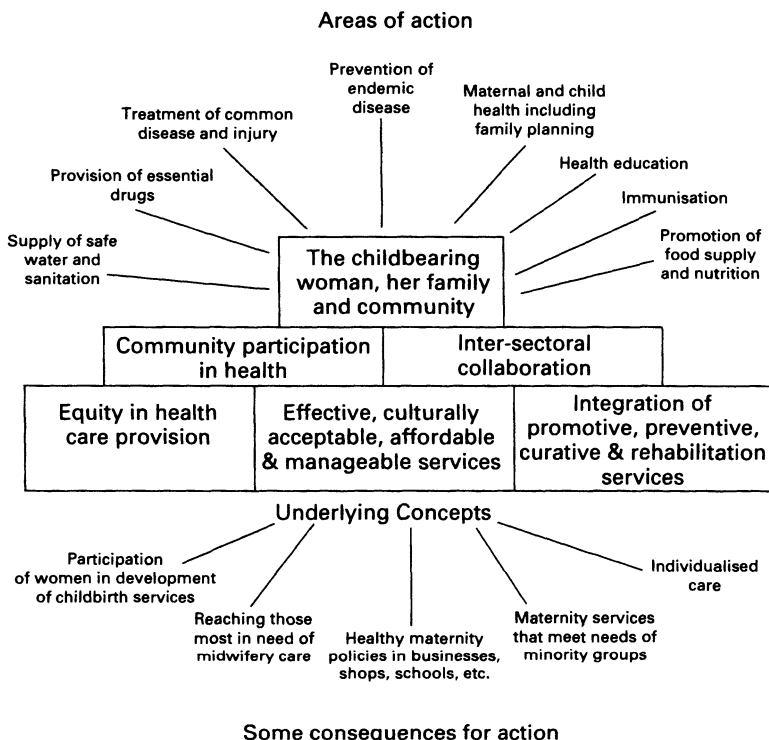 Areas of action
Prevention of
endemic
disease
Maternal and child
health including
family planning
Treatment of common
disease and injury
Health education
Provision of essential
drugs
Immunisation
Supply of safe
water and
sanitation
Promotion of
food supply
and nutrition
The childbearing
woman, her family
and community
Community participation
in health
Inter-sectoral
collaboration
Equity in health
care provision
Effective, culturally
acceptable, affordable
& manageable services
Integration of
promotive, preventive,
curative & rehabilitation
services
Underlying Concepts
Participation
of women in development
of childbirth services
Reaching those
most in need of
midwifery care
Healthy maternity
policies in businesses,
shops, schools, etc.
Maternity services
that meet needs of
minority groups
Individualised
care
Some consequences for action